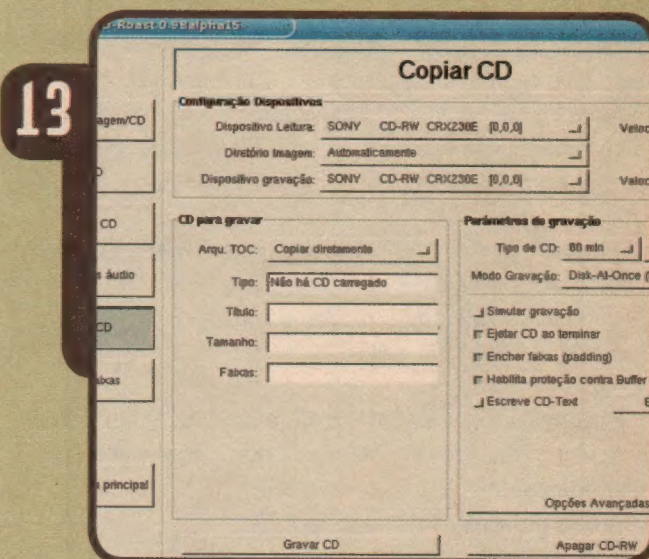 -Roast 0.98alpha15
13
Copiar CD
Configuração Dispositivos
Dispositivo Leitura: SONY CD-RW CRX230E [0,0,0]
Diretório Imagem: Automaticamente
Dispositivo gravação: SONY CD-RW CRX230E [0,0,0]
agem/CD
CD
s áudio
CD
aixas
principal
CD para gravar
Arqu. TOC: Copiar diretamente
Tipo: Não há CD carregado
Título:
Tamanho:
Faixas:
Parâmetros de gravação
Tipo de CD: 80 min
Modo Gravação: Disk-At-Once (
Simular gravação
Ejetar CD ao terminar
Encher faixas (padding)
Habilita proteção contra Buffer
Escreve CD-Text
Opções Avançadas
Gravar CD
Apagar CD-RW